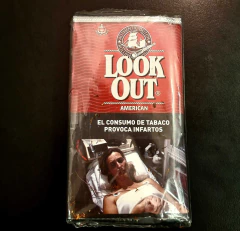 LOOK
OUT
AMERICAN
EL CONSUMO DE TABACO
PROVOCA INFARTOS